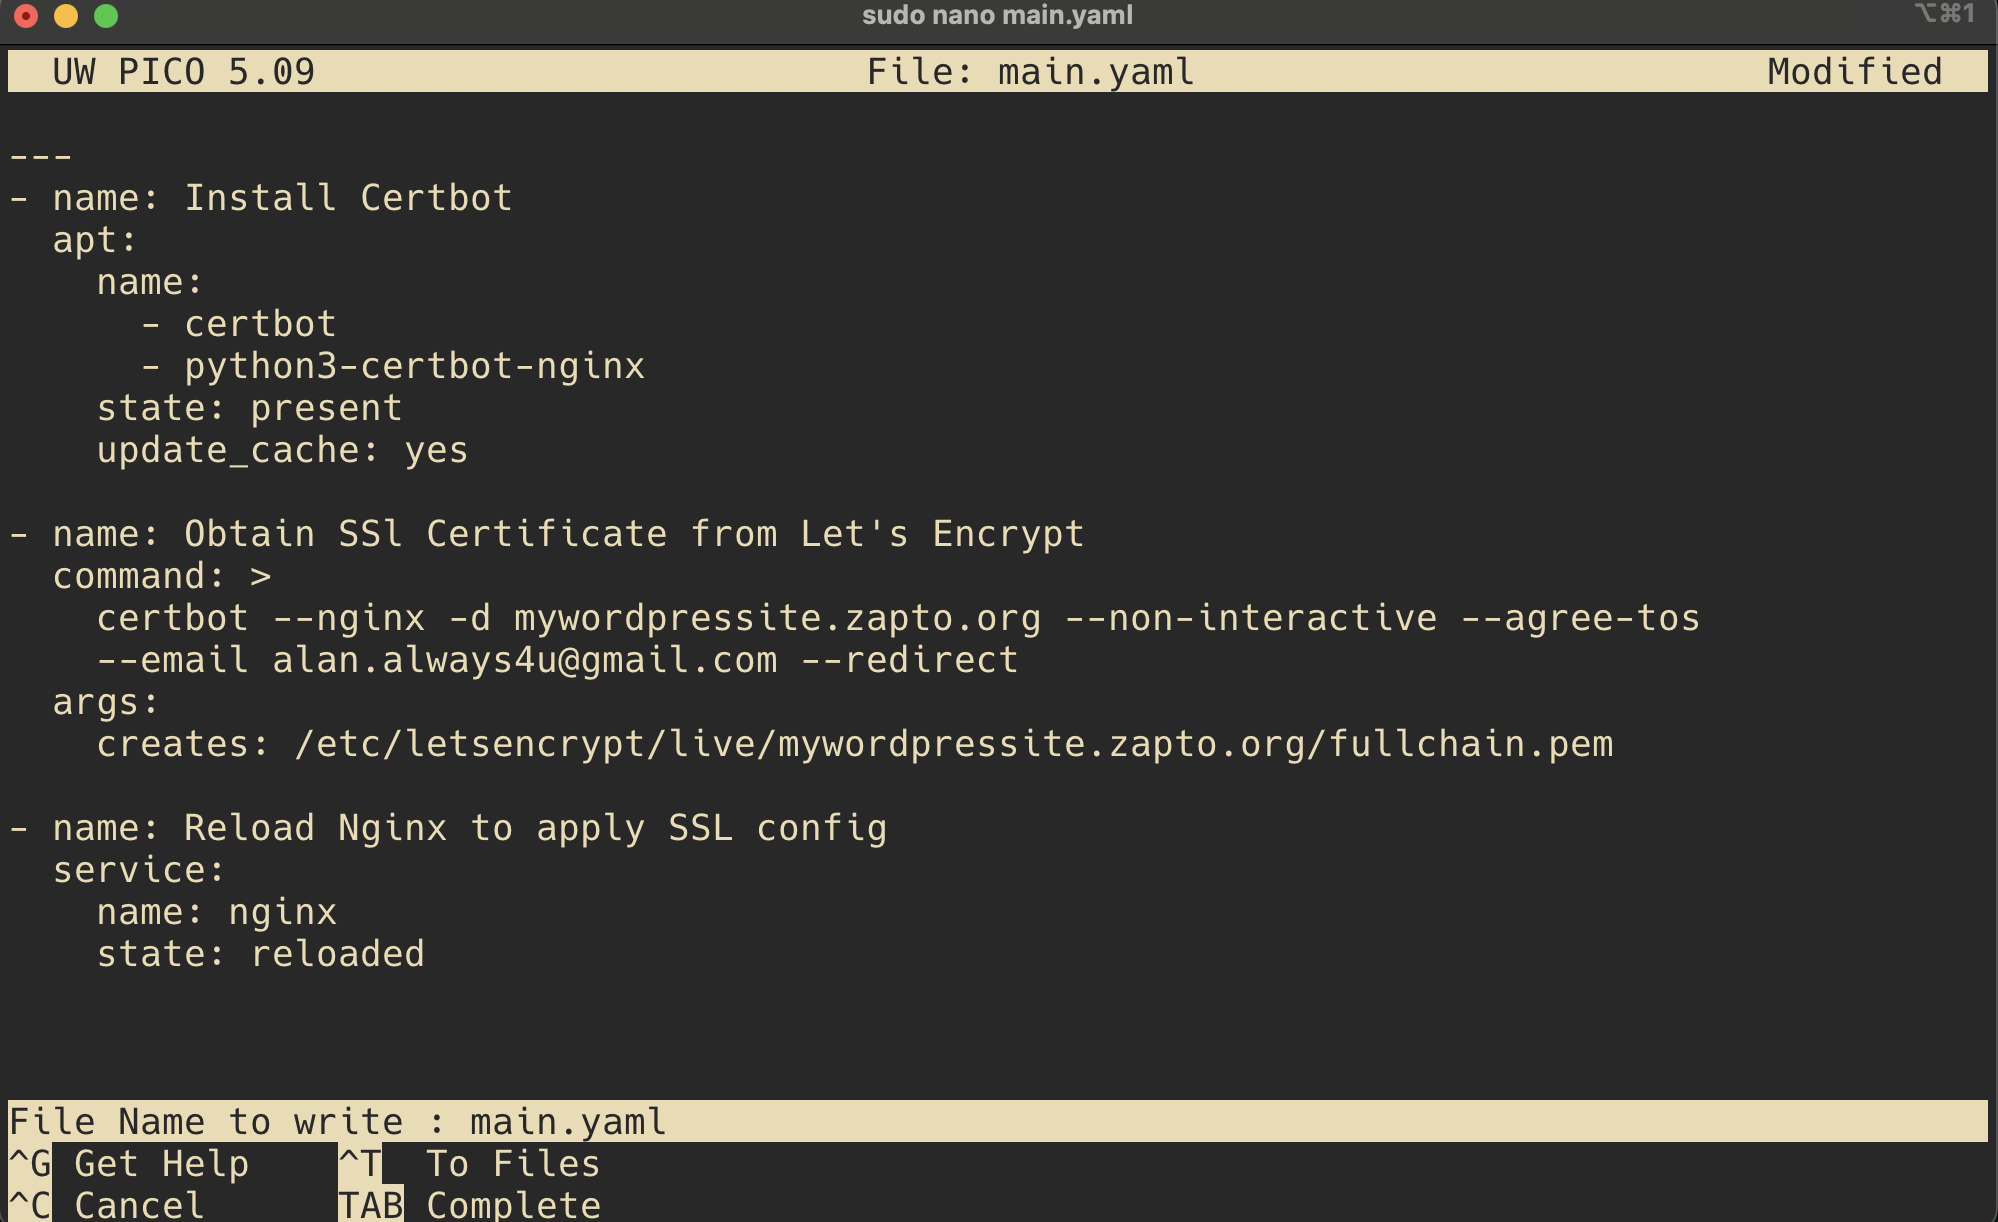 sudo nano main.yaml
⌥⌘1
UW PICO 5.09 File: main.yaml Modified
---
- name: Install Certbot
  apt:
    name:
      - certbot
      - python3-certbot-nginx
    state: present
    update_cache: yes
- name: Obtain SSl Certificate from Let's Encrypt
  command: >
    certbot --nginx -d mywordpressite.zapto.org --non-interactive --agree-tos
    --email alan.always4u@gmail.com --redirect
  args:
    creates: /etc/letsencrypt/live/mywordpressite.zapto.org/fullchain.pem
- name: Reload Nginx to apply SSL config
  service:
    name: nginx
    state: reloaded
File Name to write : main.yaml
^G Get Help ^T To Files
^C Cancel TAB Complete